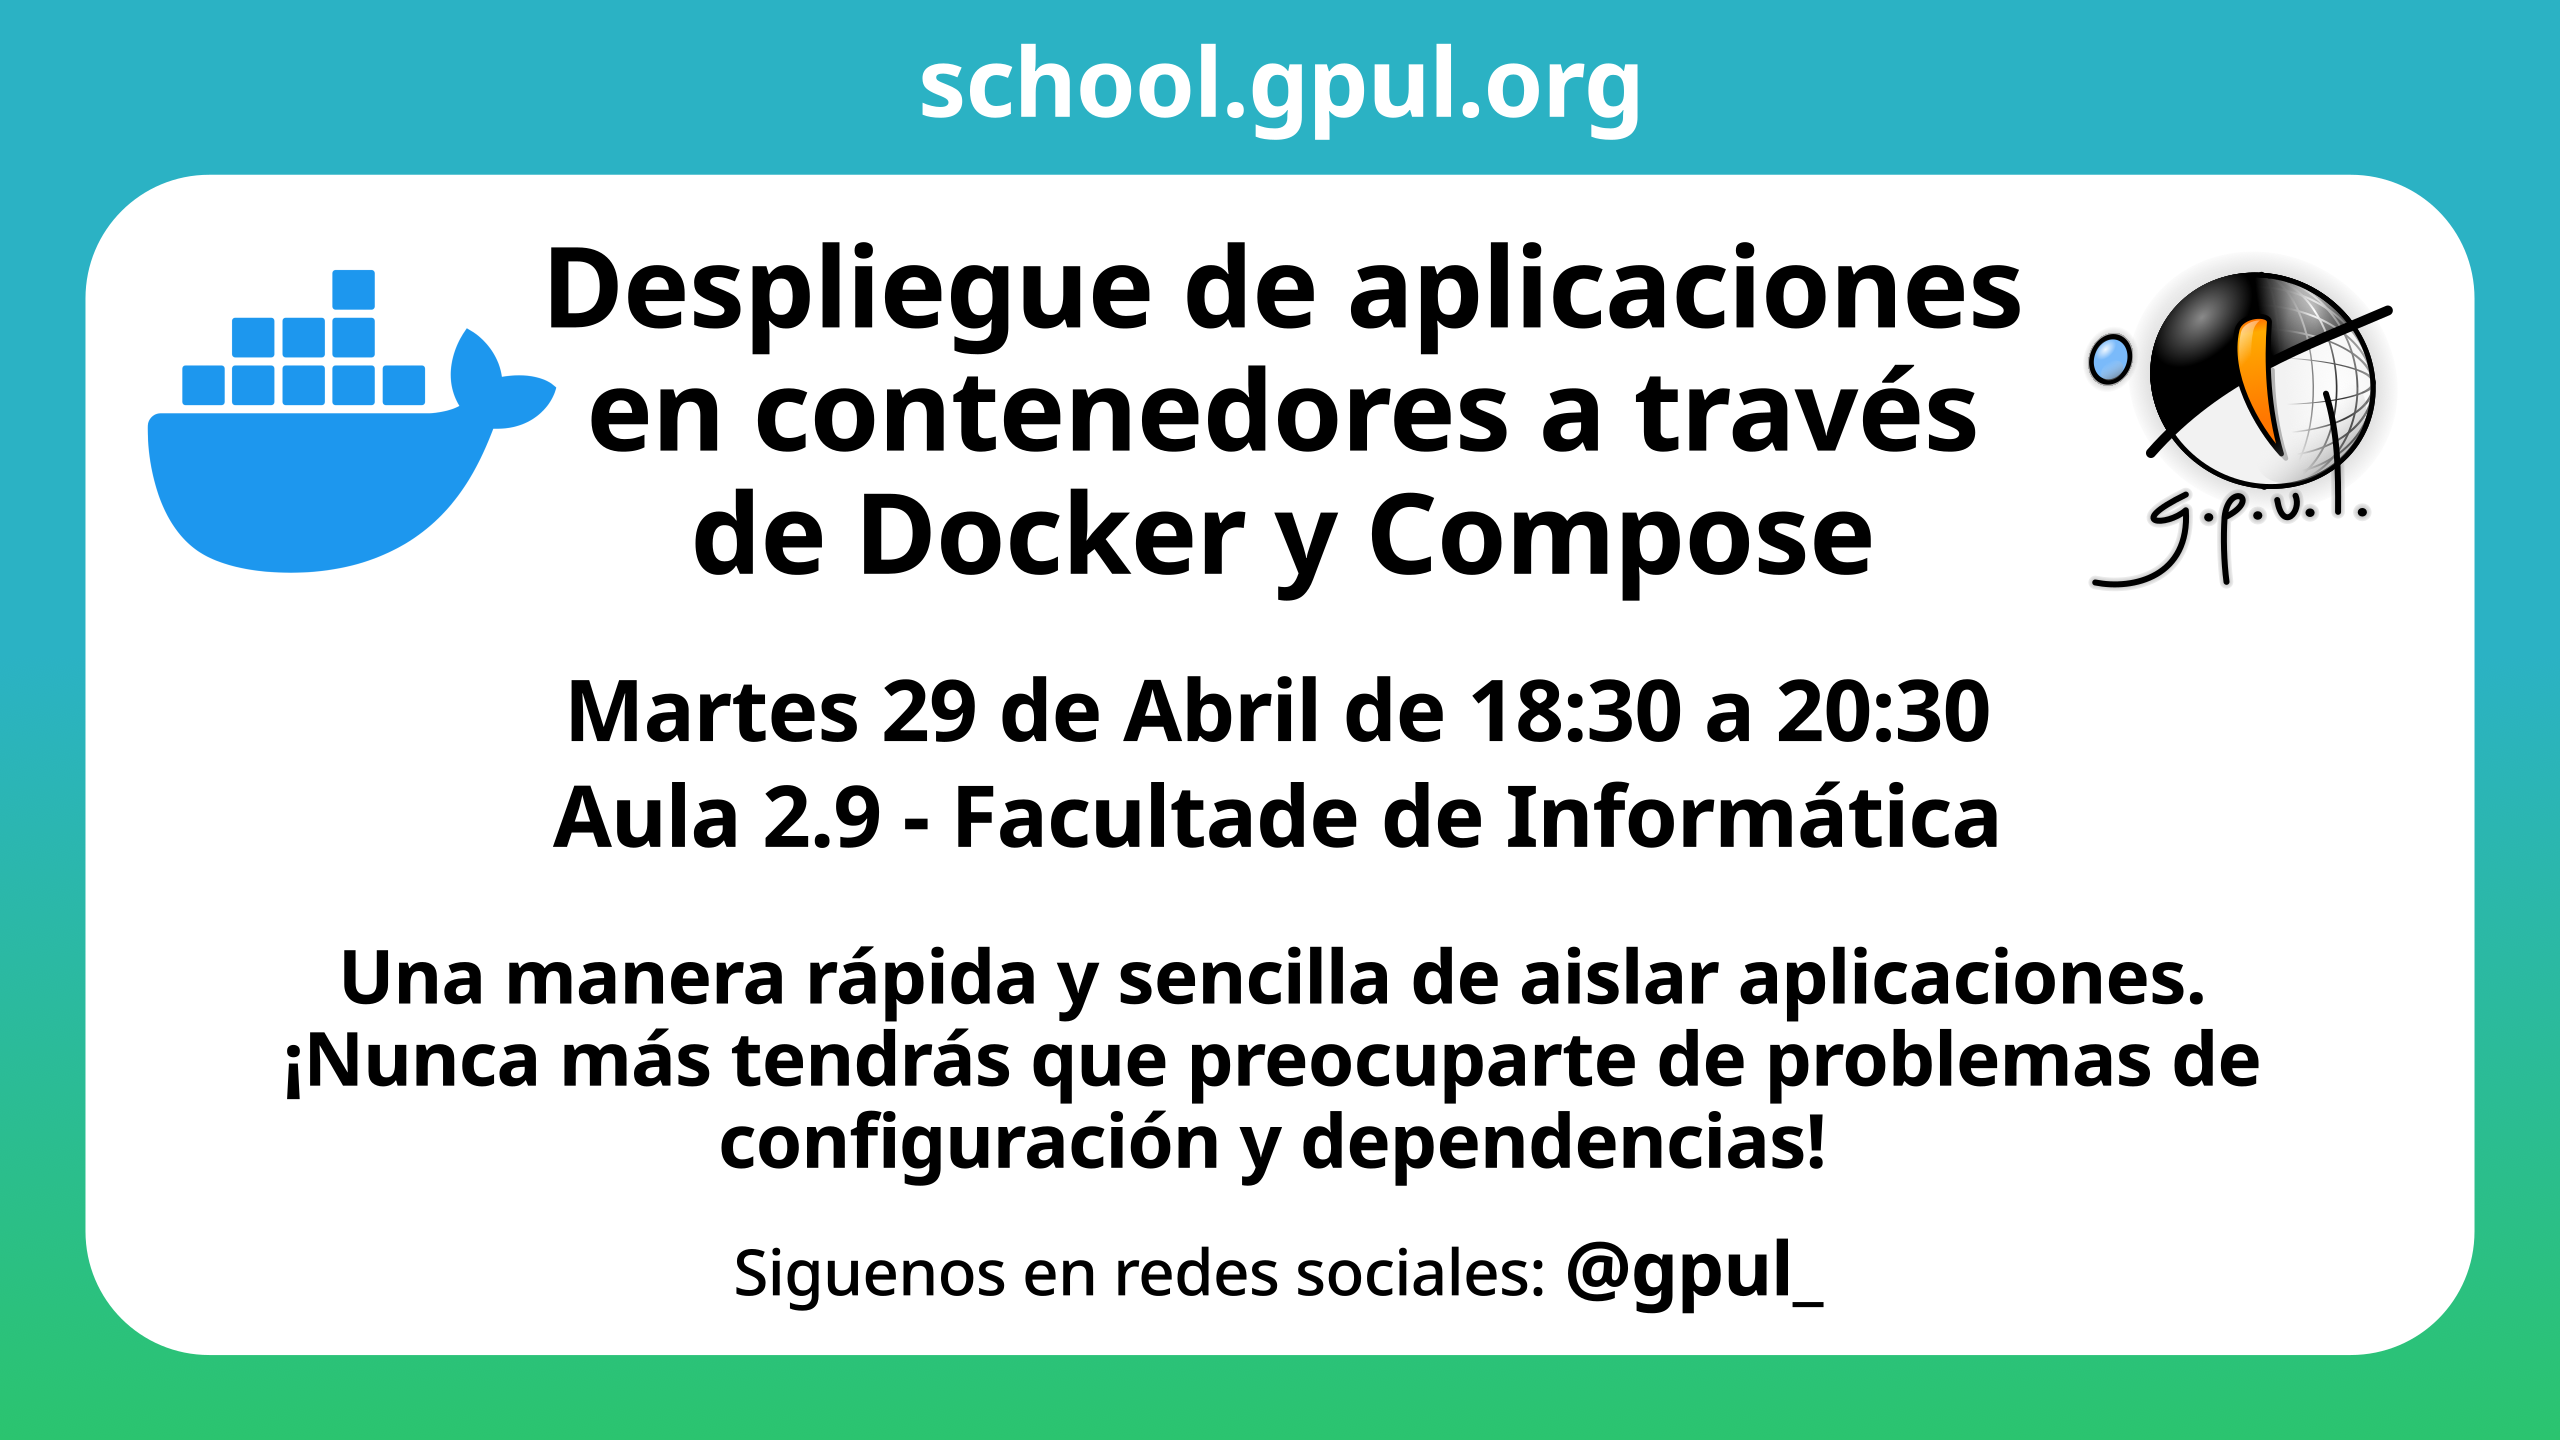 school.gpul.org
Despliegue de aplicaciones
en contenedores a través
de Docker y Compose
g.p.u.l.
Martes 29 de Abril de 18:30 a 20:30
Aula 2.9 - Facultade de Informática
Una manera rápida y sencilla de aislar aplicaciones.
¡Nunca más tendrás que preocuparte de problemas de
configuración y dependencias!
Siguenos en redes sociales: @gpul_